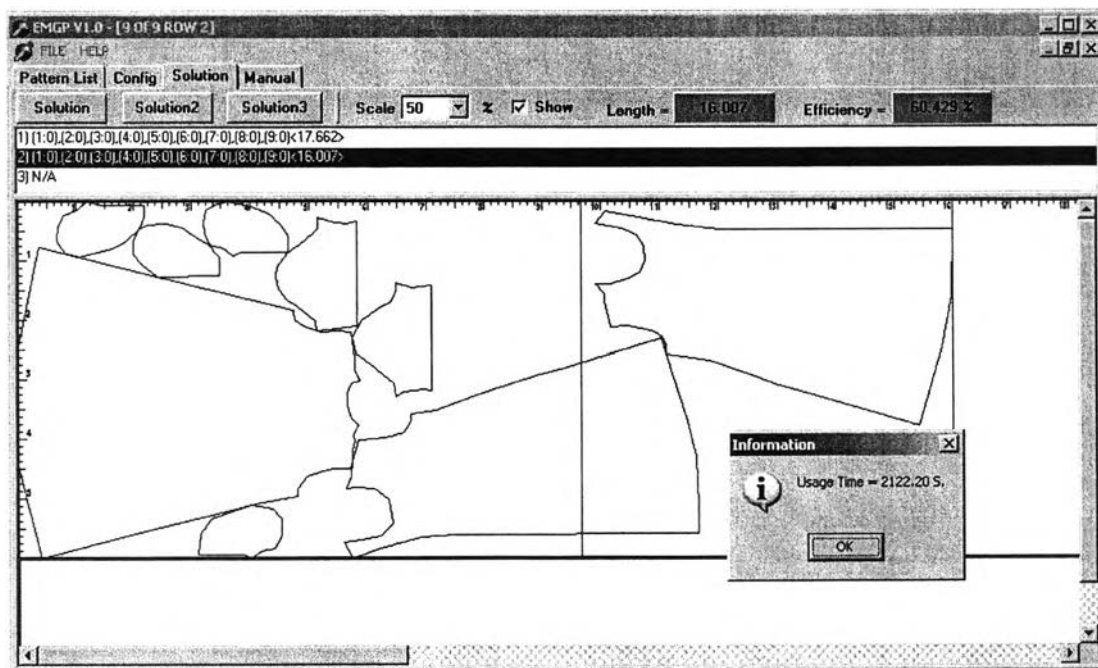 EMGP V1.0 - [9 OF 9 ROW 2]
FILE HELP
Pattern List Config Solution Manual
Solution Solution2 Solution3 Scale 50 % Show Length = 16.007 Efficiency = 60.429 %
1) [1:0],[2:0],[3:0],[4:0],[5:0],[6:0],[7:0],[8:0],[9:0]<17.662>
2) [1:0],[2:0],[3:0],[4:0],[5:0],[6:0],[7:0],[8:0],[9:0]<16.007>
3) N/A
Information
Usage Time = 2122.20 S.
OK